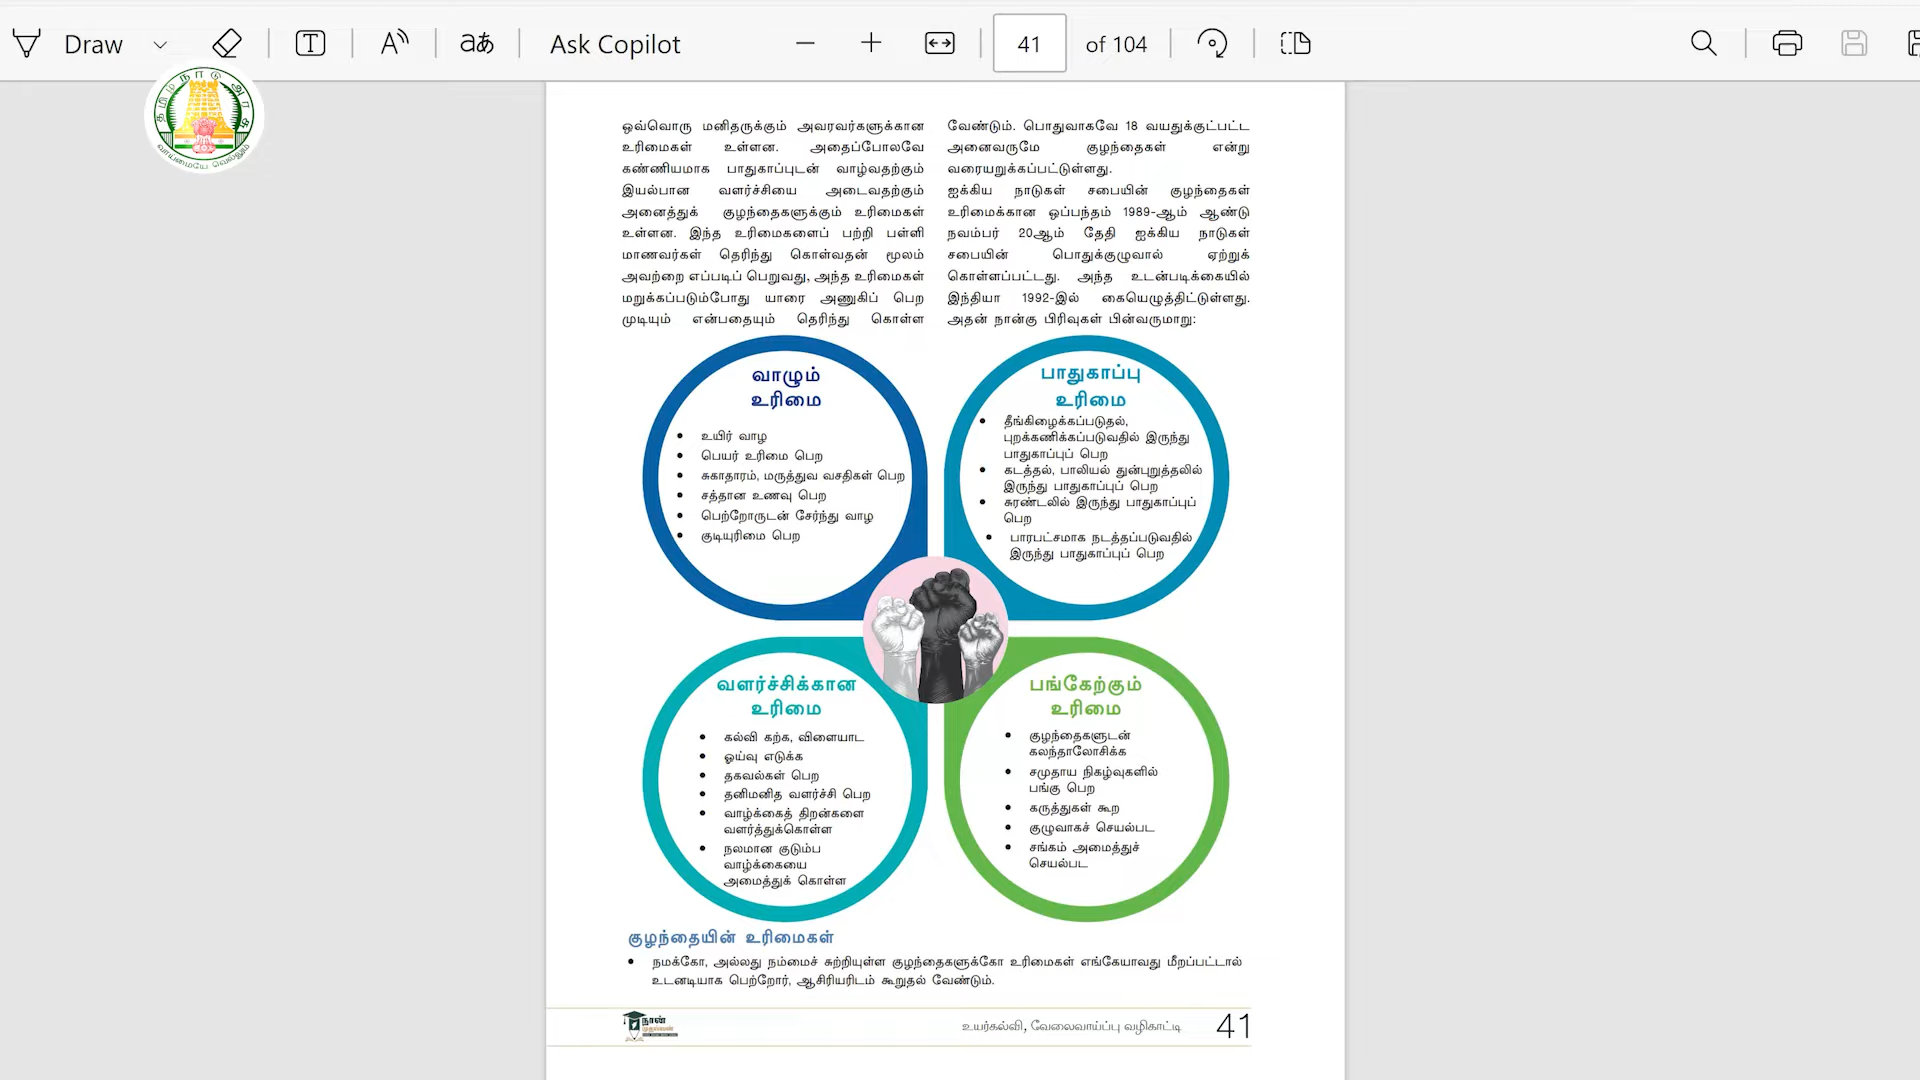 Draw
Ask Copilot
41
of 104
தமிழ்நாடு அரசு
வாய்மையே வெல்லும்
ஒவ்வொரு மனிதருக்கும் அவரவர்களுக்கான
உரிமைகள் உள்ளன. அதைப்போலவே
கண்ணியமாக பாதுகாப்புடன் வாழ்வதற்கும்
இயல்பான வளர்ச்சியை அடைவதற்கும்
அனைத்துக் குழந்தைகளுக்கும் உரிமைகள்
உள்ளன. இந்த உரிமைகளைப் பற்றி பள்ளி
மாணவர்கள் தெரிந்து கொள்வதன் மூலம்
அவற்றை எப்படிப் பெறுவது, அந்த உரிமைகள்
மறுக்கப்படும்போது யாரை அணுகிப் பெற
முடியும் என்பதையும் தெரிந்து கொள்ள
வேண்டும். பொதுவாகவே 18 வயதுக்குட்பட்ட
அனைவருமே குழந்தைகள் என்று
வரையறுக்கப்பட்டுள்ளது.
ஐக்கிய நாடுகள் சபையின் குழந்தைகள்
உரிமைக்கான ஒப்பந்தம் 1989-ஆம் ஆண்டு
நவம்பர் 20ஆம் தேதி ஐக்கிய நாடுகள்
சபையின் பொதுக்குழுவால் ஏற்றுக்
கொள்ளப்பட்டது. அந்த உடன்படிக்கையில்
இந்தியா 1992-இல் கையெழுத்திட்டுள்ளது.
அதன் நான்கு பிரிவுகள் பின்வருமாறு:
வாழும்
உரிமை
• உயிர் வாழ
• பெயர் உரிமை பெற
• சுகாதாரம், மருத்துவ வசதிகள் பெற
• சத்தான உணவு பெற
• பெற்றோருடன் சேர்ந்து வாழ
• குடியுரிமை பெற
பாதுகாப்பு
உரிமை
• தீங்கிழைக்கப்படுதல்,
புறக்கணிக்கப்படுவதில் இருந்து
பாதுகாப்புப் பெற
• கடத்தல், பாலியல் துன்புறுத்தலில்
இருந்து பாதுகாப்புப் பெற
• சுரண்டலில் இருந்து பாதுகாப்புப்
பெற
• பாரபட்சமாக நடத்தப்படுவதில்
இருந்து பாதுகாப்புப் பெற
வளர்ச்சிக்கான
உரிமை
• கல்வி கற்க, விளையாட
• ஓய்வு எடுக்க
• தகவல்கள் பெற
• தனிமனித வளர்ச்சி பெற
• வாழ்க்கைத் திறன்களை
வளர்த்துக்கொள்ள
• நலமான குடும்ப
வாழ்க்கையை
அமைத்துக் கொள்ள
பங்கேற்கும்
உரிமை
• குழந்தைகளுடன்
கலந்தாலோசிக்க
• சமுதாய நிகழ்வுகளில்
பங்கு பெற
• கருத்துகள் கூற
• குழுவாகச் செயல்பட
• சங்கம் அமைத்துச்
செயல்பட
குழந்தையின் உரிமைகள்
• நமக்கோ, அல்லது நம்மைச் சுற்றியுள்ள குழந்தைகளுக்கோ உரிமைகள் எங்கேயாவது மீறப்பட்டால்
உடனடியாக பெற்றோர், ஆசிரியரிடம் கூறுதல் வேண்டும்.
நான்
முதல்வன்
உயர்கல்வி, வேலைவாய்ப்பு வழிகாட்டி
41